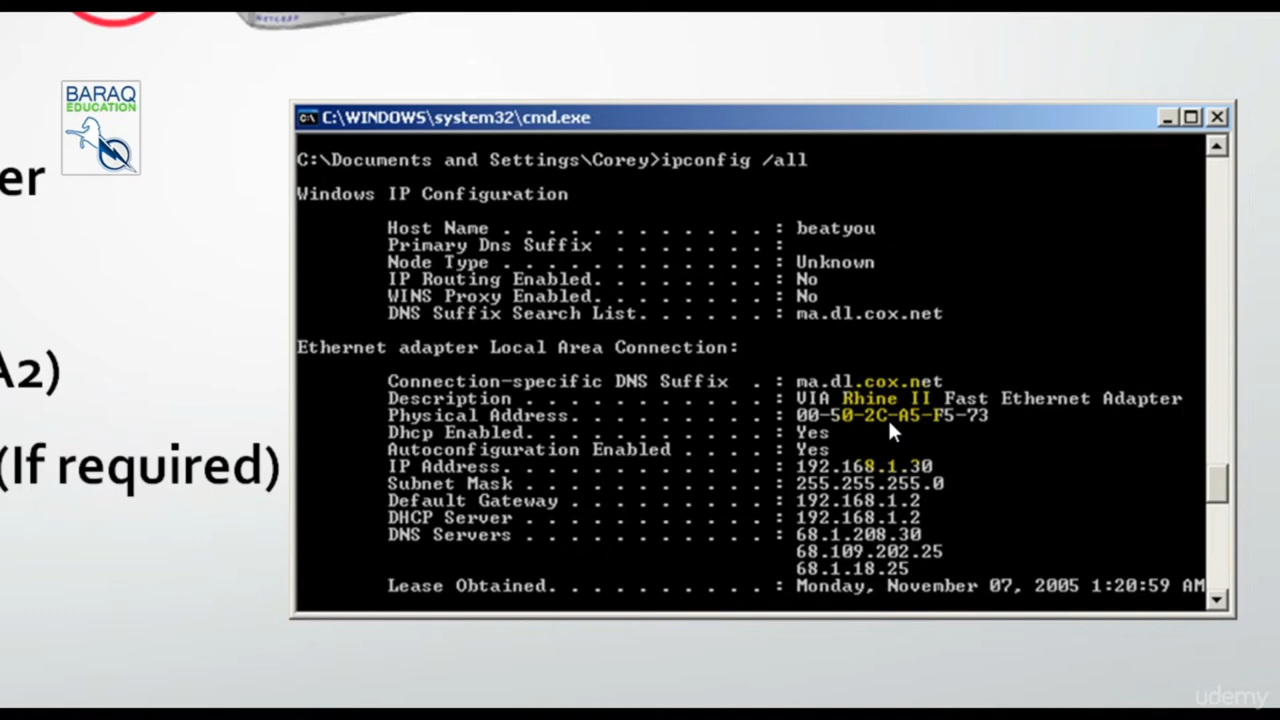 NETGEAR
BARAQ
EDUCATION
er
A2)
(If required)
C:\WINDOWS\system32\cmd.exe
C:\Documents and Settings\Corey>ipconfig /all
Windows IP Configuration
Host Name . . . . . . . . . . . . : beatyou
Primary Dns Suffix . . . . . . . :
Node Type . . . . . . . . . . . . : Unknown
IP Routing Enabled. . . . . . . . : No
WINS Proxy Enabled. . . . . . . . : No
DNS Suffix Search List. . . . . . : ma.dl.cox.net
Ethernet adapter Local Area Connection:
Connection-specific DNS Suffix . : ma.dl.cox.net
Description . . . . . . . . . . . : VIA Rhine II Fast Ethernet Adapter
Physical Address. . . . . . . . . : 00-50-2C-A5-F5-73
Dhcp Enabled. . . . . . . . . . . : Yes
Autoconfiguration Enabled . . . . : Yes
IP Address. . . . . . . . . . . . : 192.168.1.30
Subnet Mask . . . . . . . . . . . : 255.255.255.0
Default Gateway . . . . . . . . . : 192.168.1.2
DHCP Server . . . . . . . . . . . : 192.168.1.2
DNS Servers . . . . . . . . . . . : 68.1.208.30
68.109.202.25
68.1.18.25
Lease Obtained. . . . . . . . . . : Monday, November 07, 2005 1:20:59 AM
udemy